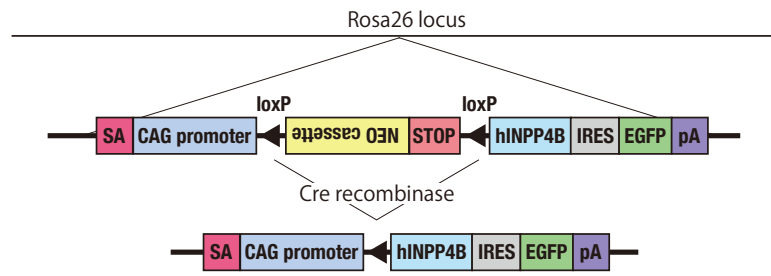 Rosa26 locus
loxP loxP
SA CAG promoter NEO cassette STOP hINPP4B IRES EGFP pA
Cre recombinase
SA CAG promoter hINPP4B IRES EGFP pA